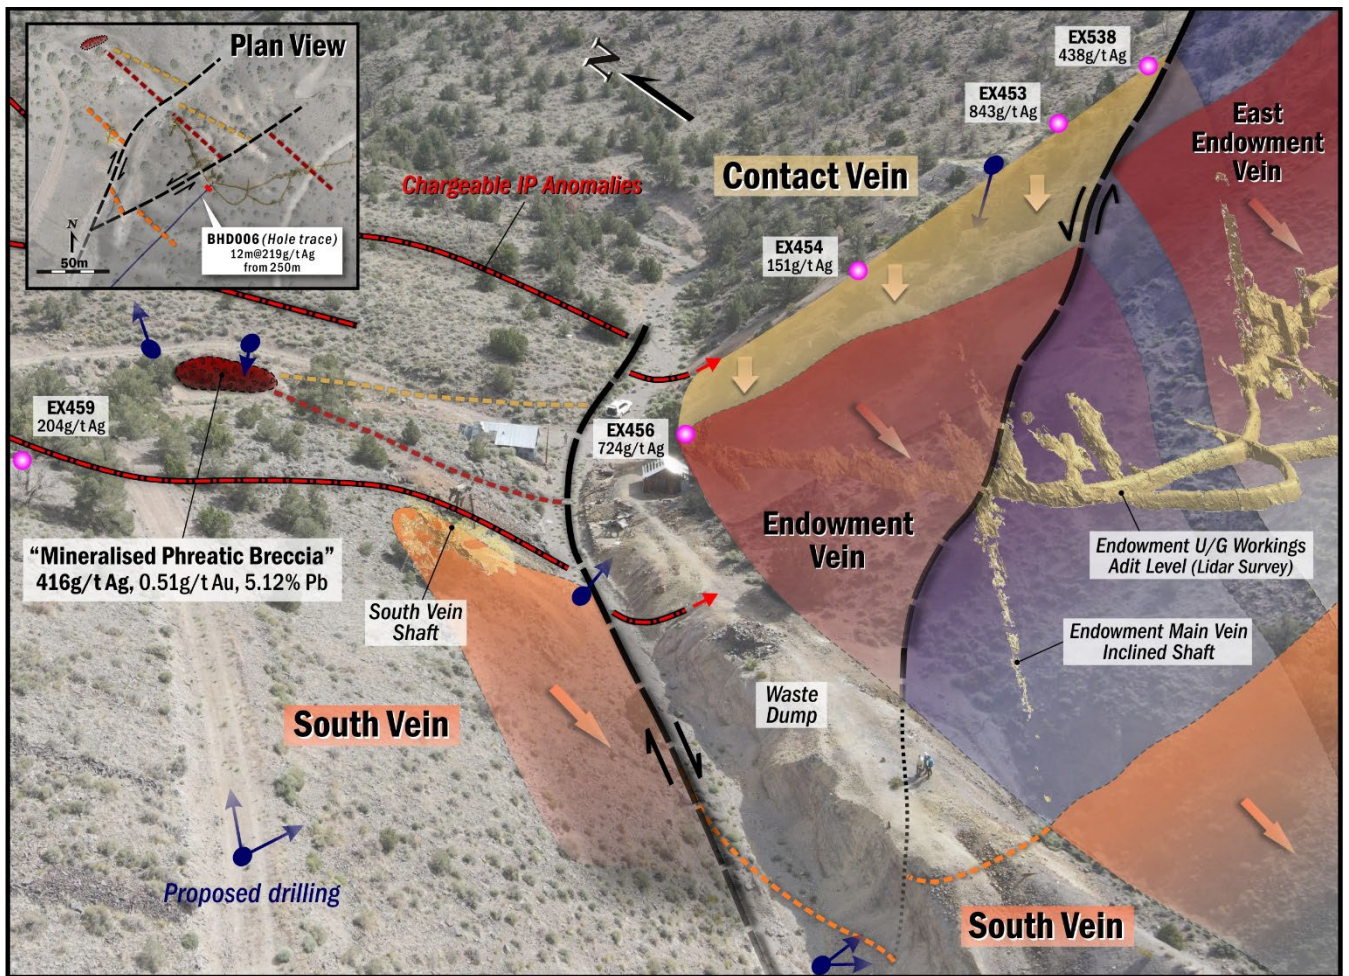 Plan View
N
50m
BHD006 (Hole trace)
12m@219g/t Ag
from 250m
N
EX538
438g/t Ag
EX453
843g/t Ag
East
Endowment
Vein
Contact Vein
Chargeable IP Anomalies
EX454
151g/t Ag
EX459
204g/t Ag
EX456
724g/t Ag
Endowment
Vein
"Mineralised Phreatic Breccia"
416g/t Ag, 0.51g/t Au, 5.12% Pb
Endowment U/G Workings
Adit Level (Lidar Survey)
South Vein
Shaft
Endowment Main Vein
Inclined Shaft
Waste
Dump
South Vein
Proposed drilling
South Vein